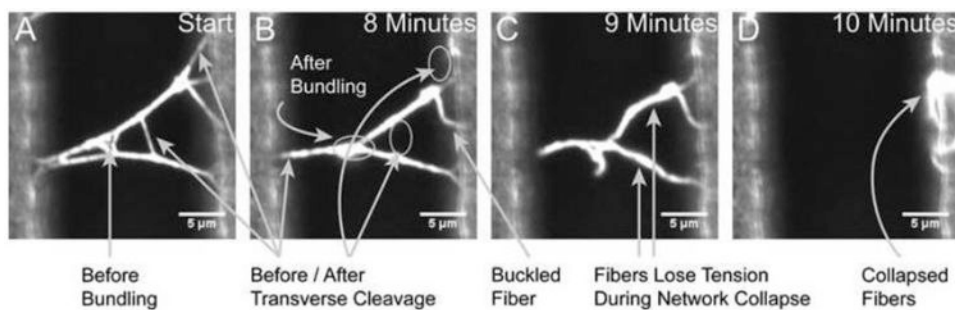 A Start
B 8 Minutes
C 9 Minutes
D 10 Minutes
After
Bundling
5 µm
5 µm
5 µm
5 µm
Before
Bundling
Before / After
Transverse Cleavage
Buckled
Fiber
Fibers Lose Tension
During Network Collapse
Collapsed
Fibers